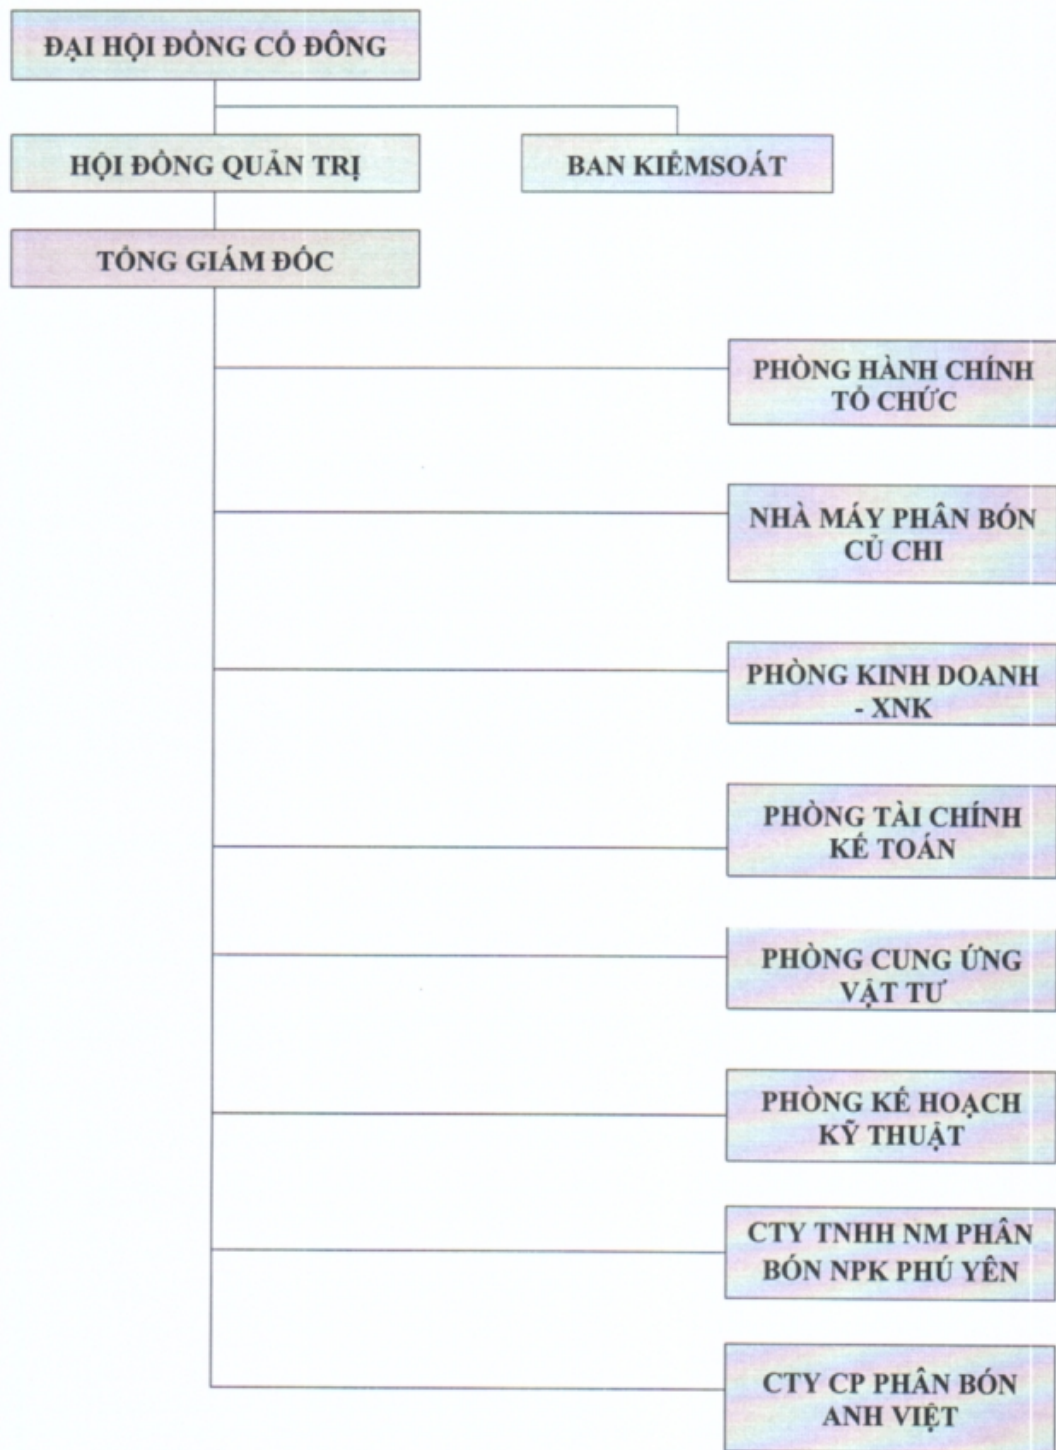 ĐẠI HỘI ĐỒNG CỔ ĐÔNG
HỘI ĐỒNG QUẢN TRỊ
BAN KIỂMSOÁT
TỔNG GIÁM ĐỐC
PHÒNG HÀNH CHÍNH
TỔ CHỨC
NHÀ MÁY PHÂN BÓN
CỦ CHI
PHÒNG KINH DOANH
- XNK
PHÒNG TÀI CHÍNH
KẾ TOÁN
PHÒNG CUNG ỨNG
VẬT TƯ
PHÒNG KẾ HOẠCH
KỸ THUẬT
CTY TNHH NM PHÂN
BÓN NPK PHÚ YÊN
CTY CP PHÂN BÓN
ANH VIỆT